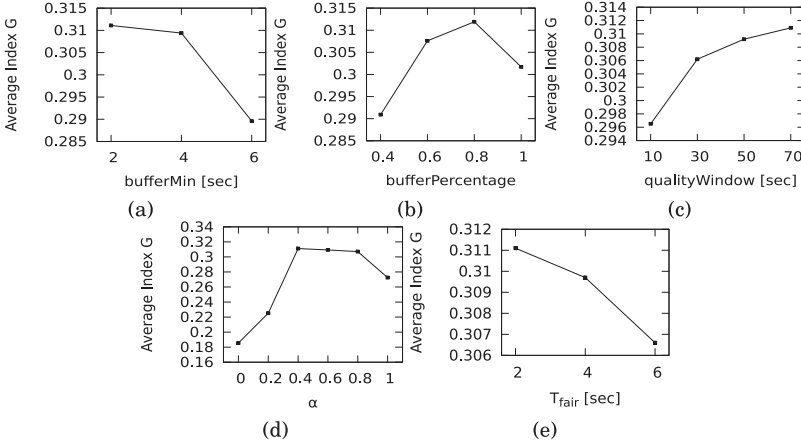 Average Index G
0.315
0.31
0.305
0.3
0.295
0.29
0.285
2 4 6
bufferMin [sec]
(a)
Average Index G
0.315
0.31
0.305
0.3
0.295
0.29
0.285
0.4 0.6 0.8 1
bufferPercentage
(b)
Average Index G
0.314
0.312
0.31
0.308
0.306
0.304
0.302
0.3
0.298
0.296
0.294
10 30 50 70
qualityWindow [sec]
(c)
Average Index G
0.34
0.32
0.3
0.28
0.26
0.24
0.22
0.2
0.18
0.16
0 0.2 0.4 0.6 0.8 1
α
(d)
Average Index G
0.312
0.311
0.31
0.309
0.308
0.307
0.306
2 4 6
T_fair [sec]
(e)